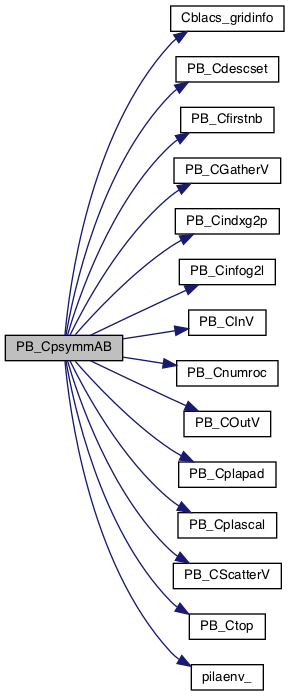 Cblacs_gridinfo
PB_Cdescset
PB_Cfirstnb
PB_CGatherV
PB_Cindxg2p
PB_Cinfog2l
PB_CInV
PB_CpsymmAB
PB_Cnumroc
PB_COutV
PB_Cplapad
PB_Cplascal
PB_CScatterV
PB_Ctop
pilaenv_